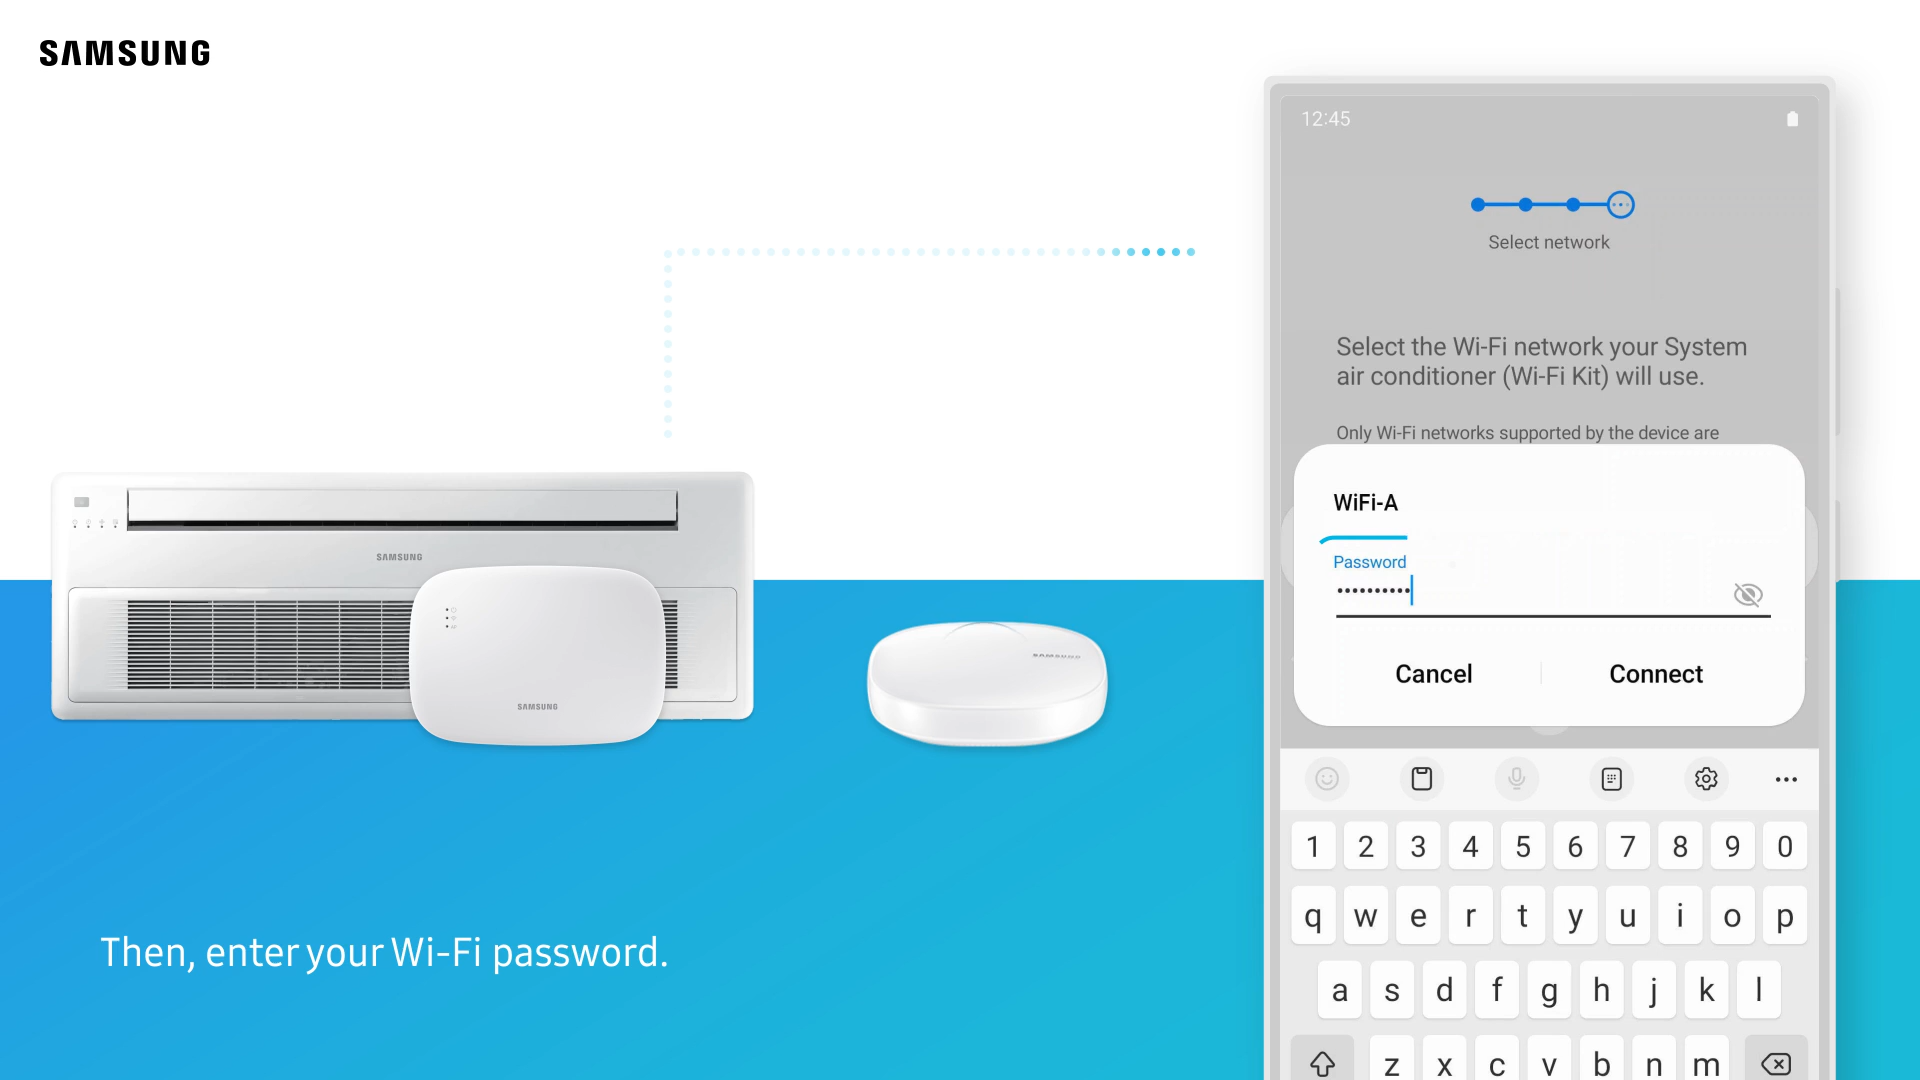 SAMSUNG
12:45
Select network
Select the Wi-Fi network your System
air conditioner (Wi-Fi Kit) will use.
Only Wi-Fi networks supported by the device are
WiFi-A
Password
••••••••••
Cancel
Connect
SAMSUNG
SAMSUNG
SAMSUNG
1 2 3 4 5 6 7 8 9 0
q w e r t y u i o p
a s d f g h j k l
z x c v b n m
Then, enter your Wi-Fi password.